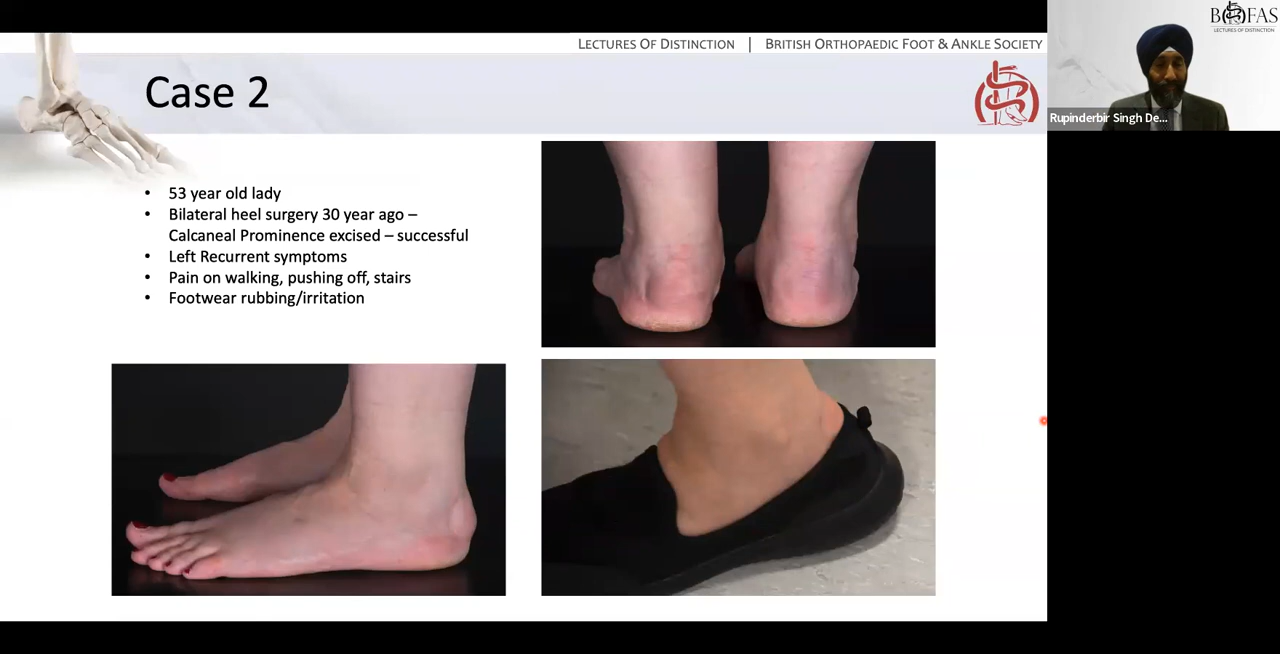 LECTURES OF DISTINCTION | BRITISH ORTHOPAEDIC FOOT & ANKLE SOCIETY
Case 2
• 53 year old lady
• Bilateral heel surgery 30 year ago –
Calcaneal Prominence excised – successful
• Left Recurrent symptoms
• Pain on walking, pushing off, stairs
• Footwear rubbing/irritation
BOFAS
LECTURES OF DISTINCTION
Rupinderbir Singh De...